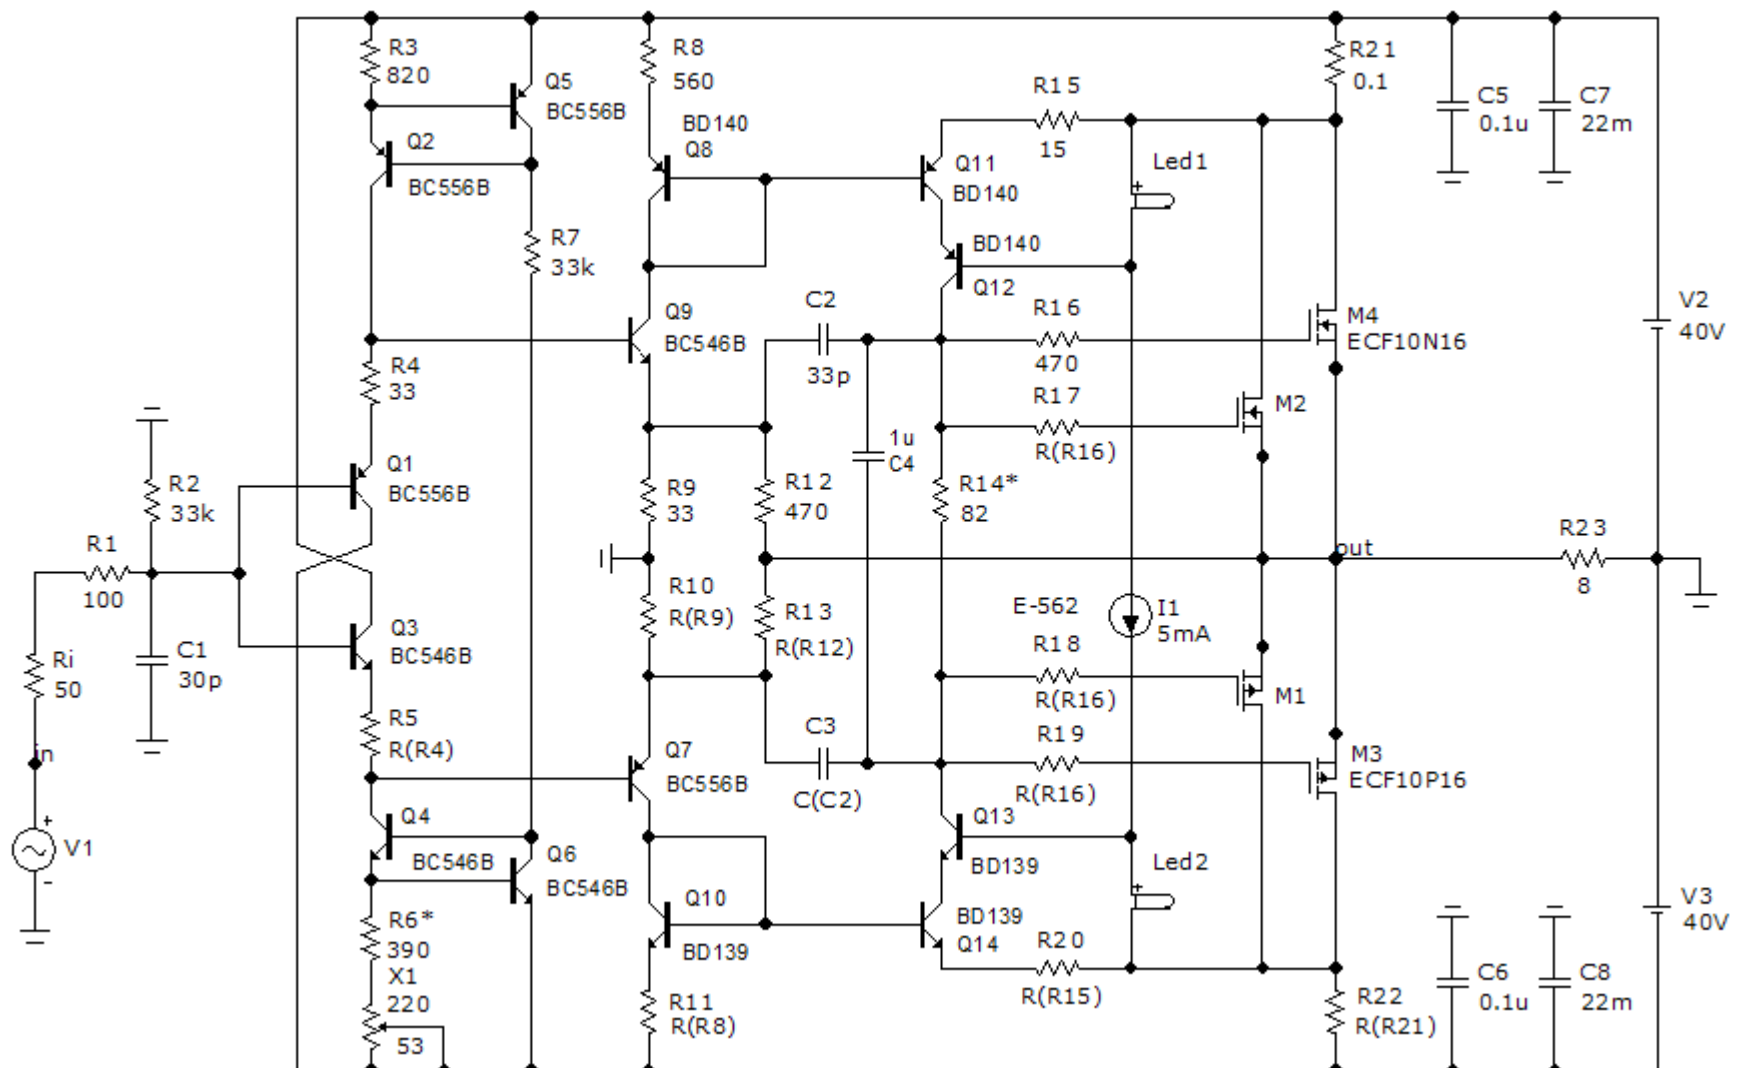 R3
820
Q5
BC556B
Q2
BC556B
R7
33k
R4
33
Q1
BC556B
R2
33k
R1
100
Ri
50
in
+
V1
-
C1
30p
Q3
BC546B
R5
R(R4)
Q4
BC546B
Q6
BC546B
R6*
390
X1
220
53
R8
560
BD140
Q8
Q9
BC546B
C2
33p
R9
33
R12
470
R10
R(R9)
R13
R(R12)
Q7
BC556B
C3
C(C2)
Q10
BD139
R11
R(R8)
R15
15
Q11
BD140
BD140
Q12
Led1
+
R16
470
R17
R(R16)
1u
C4
R14*
82
E-562
I1
5mA
R18
R(R16)
R19
R(R16)
Q13
BD139
BD139
Q14
Led2
+
R20
R(R15)
R21
0.1
M4
ECF10N16
M2
out
M1
M3
ECF10P16
R22
R(R21)
C5
0.1u
C7
22m
V2
40V
R23
8
V3
40V
C6
0.1u
C8
22m